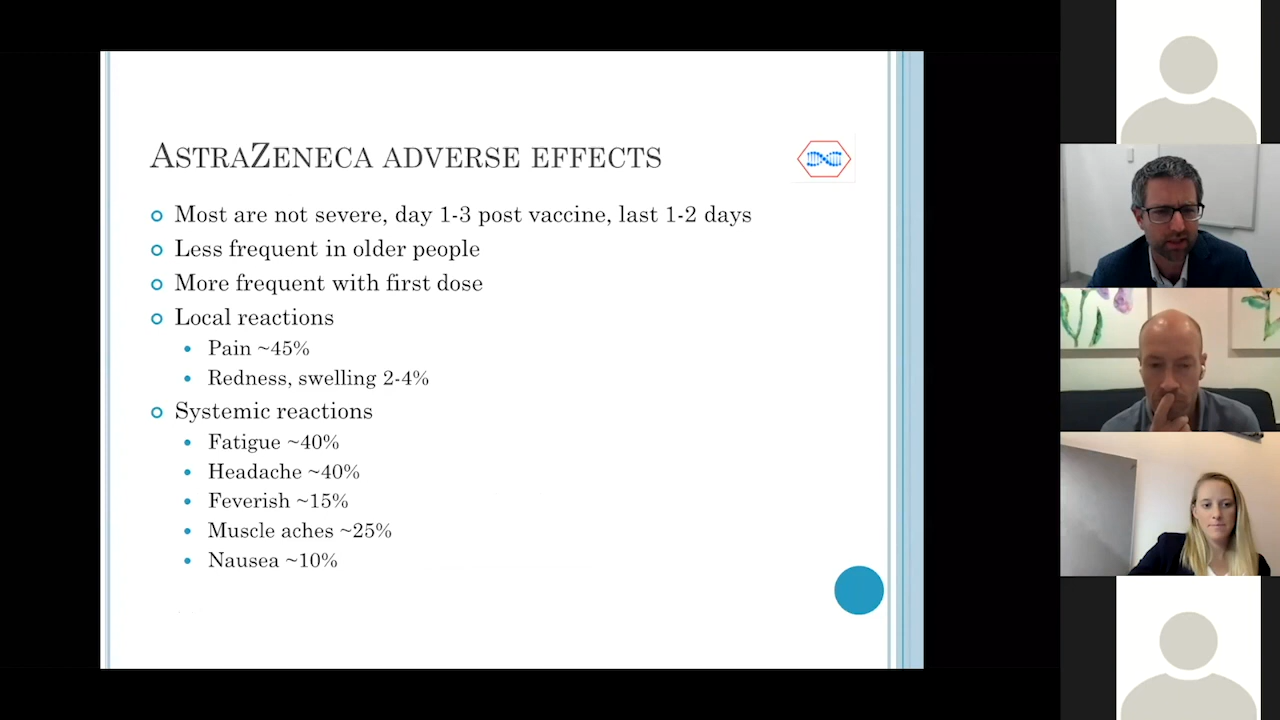 AstraZeneca adverse effects
Most are not severe, day 1-3 post vaccine, last 1-2 days
Less frequent in older people
More frequent with first dose
Local reactions
Pain ~45%
Redness, swelling 2-4%
Systemic reactions
Fatigue ~40%
Headache ~40%
Feverish ~15%
Muscle aches ~25%
Nausea ~10%